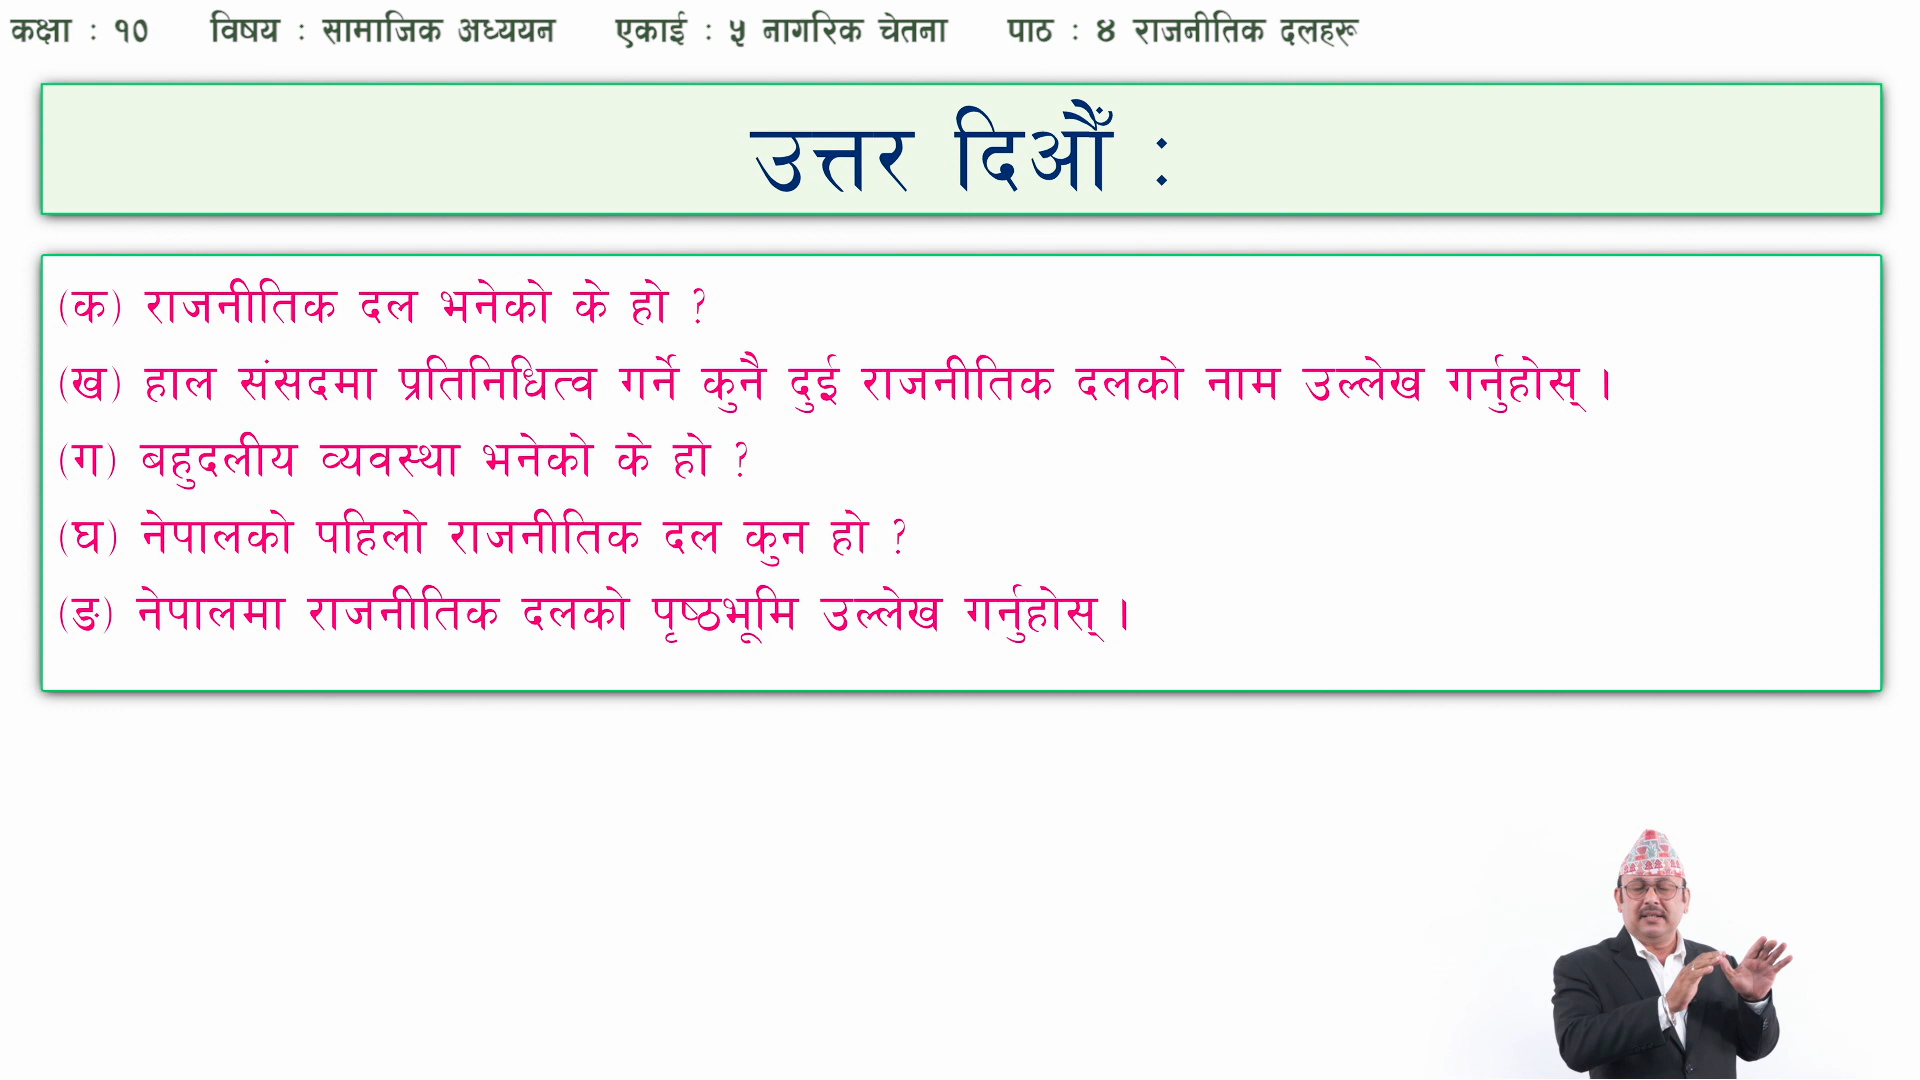 कक्षा : १० विषय : सामाजिक अध्ययन एकाई : ५ नागरिक चेतना पाठ : ४ राजनीतिक दलहरू
उत्तर दिऔँ :
(क) राजनीतिक दल भनेको के हो ?
(ख) हाल संसदमा प्रतिनिधित्व गर्ने कुनै दुई राजनीतिक दलको नाम उल्लेख गर्नुहोस् ।
(ग) बहुदलीय व्यवस्था भनेको के हो ?
(घ) नेपालको पहिलो राजनीतिक दल कुन हो ?
(ङ) नेपालमा राजनीतिक दलको पृष्ठभूमि उल्लेख गर्नुहोस् ।